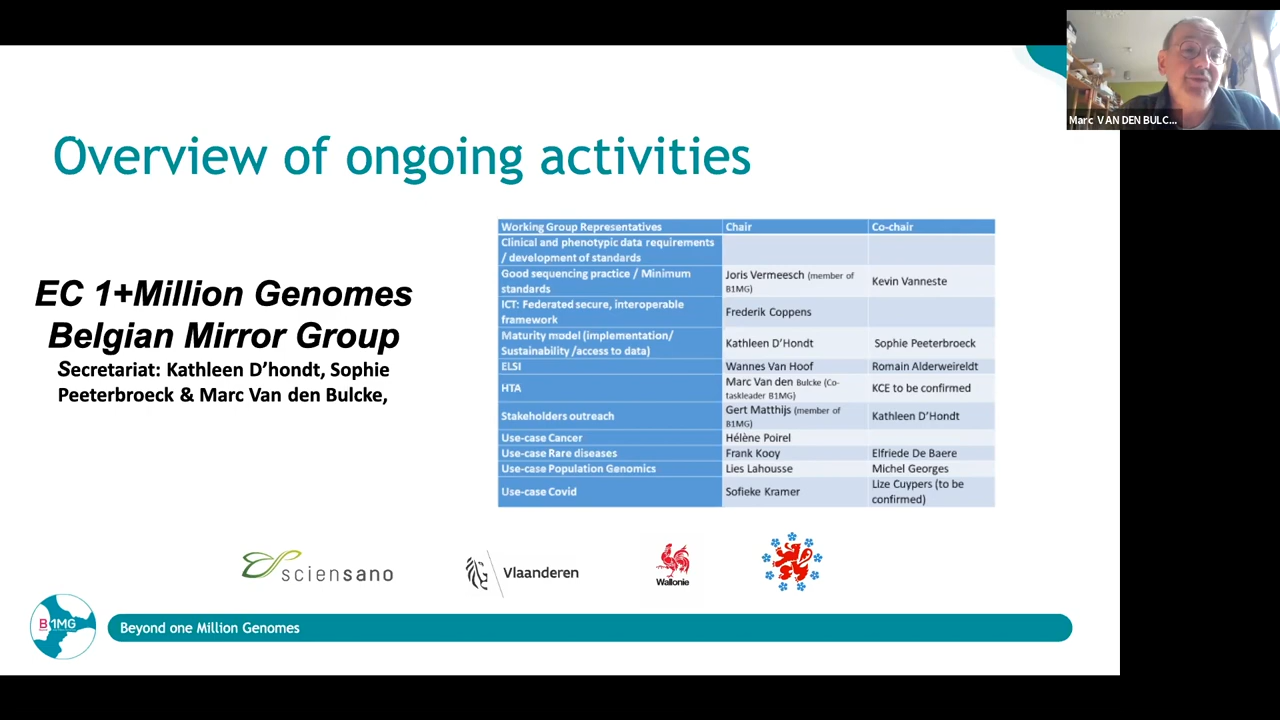 Marc VAN DEN BULC...
Overview of ongoing activities
EC 1+Million Genomes
Belgian Mirror Group
Secretariat: Kathleen D'hondt, Sophie
Peeterbroeck & Marc Van den Bulcke,
Working Group Representatives Chair Co-chair
Clinical and phenotypic data requirements
/ development of standards
Good sequencing practice / Minimum
standards
Joris Vermeesch (member of
B1MG)
Kevin Vanneste
ICT: Federated secure, interoperable
framework
Frederik Coppens
Maturity model (implementation/
Sustainability /access to data)
Kathleen D'Hondt
Sophie Peeterbroeck
ELSI Wannes Van Hoof Romain Alderweireldt
HTA
Marc Van den Bulcke (Co-
taskleader B1MG)
KCE to be confirmed
Stakeholders outreach
Gert Matthijs (member of
B1MG)
Kathleen D'Hondt
Use-case Cancer Hélène Poirel
Use-case Rare diseases Frank Kooy Elfriede De Baere
Use-case Population Genomics Lies Lahousse Michel Georges
Use-case Covid Sofieke Kramer
Lize Cuypers (to be
confirmed)
sciensano
Vlaanderen
Wallonie
B1MG
Beyond one Million Genomes